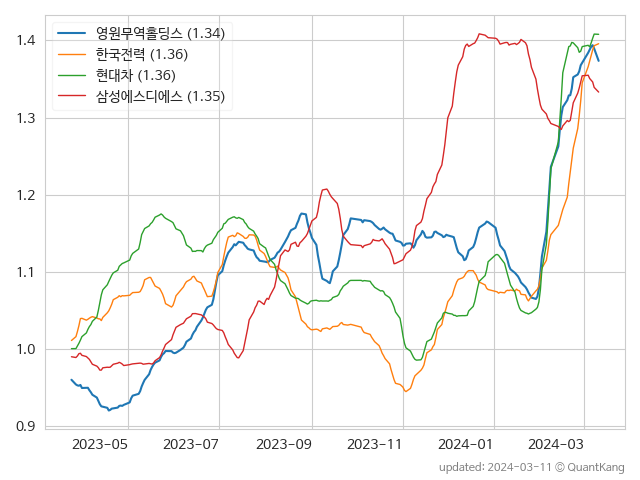 영원무역홀딩스 (1.34)
한국전력 (1.36)
현대차 (1.36)
삼성에스디에스 (1.35)
1.4
1.3
1.2
1.1
1.0
0.9
2023-05 2023-07 2023-09 2023-11 2024-01 2024-03
updated: 2024-03-11 © QuantKang